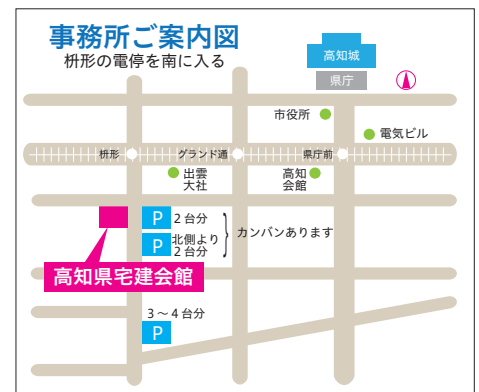 事務所ご案内図
枡形の電停を南に入る
高知城
県庁
市役所
電気ビル
枡形
グランド通
県庁前
出雲
大社
高知
会館
P
2台分
P
北側より
2台分
カンバンあります
高知県宅建会館
3〜4台分
P